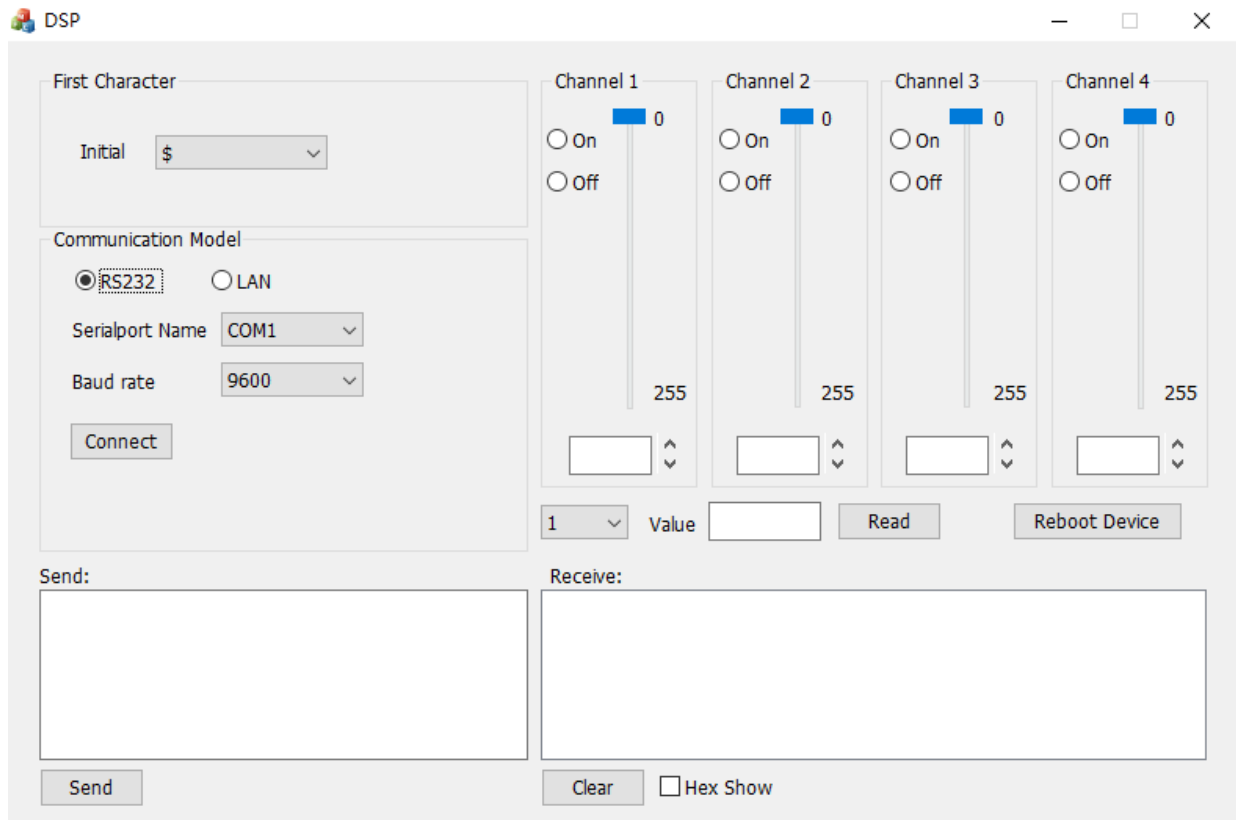 DSP
First Character
Initial $
Communication Model
RS232 LAN
Serialport Name COM1
Baud rate 9600
Connect
Channel 1
0
On
Off
255
Channel 2
0
On
Off
255
Channel 3
0
On
Off
255
Channel 4
0
On
Off
255
1 Value Read Reboot Device
Send:
Send
Receive:
Clear Hex Show